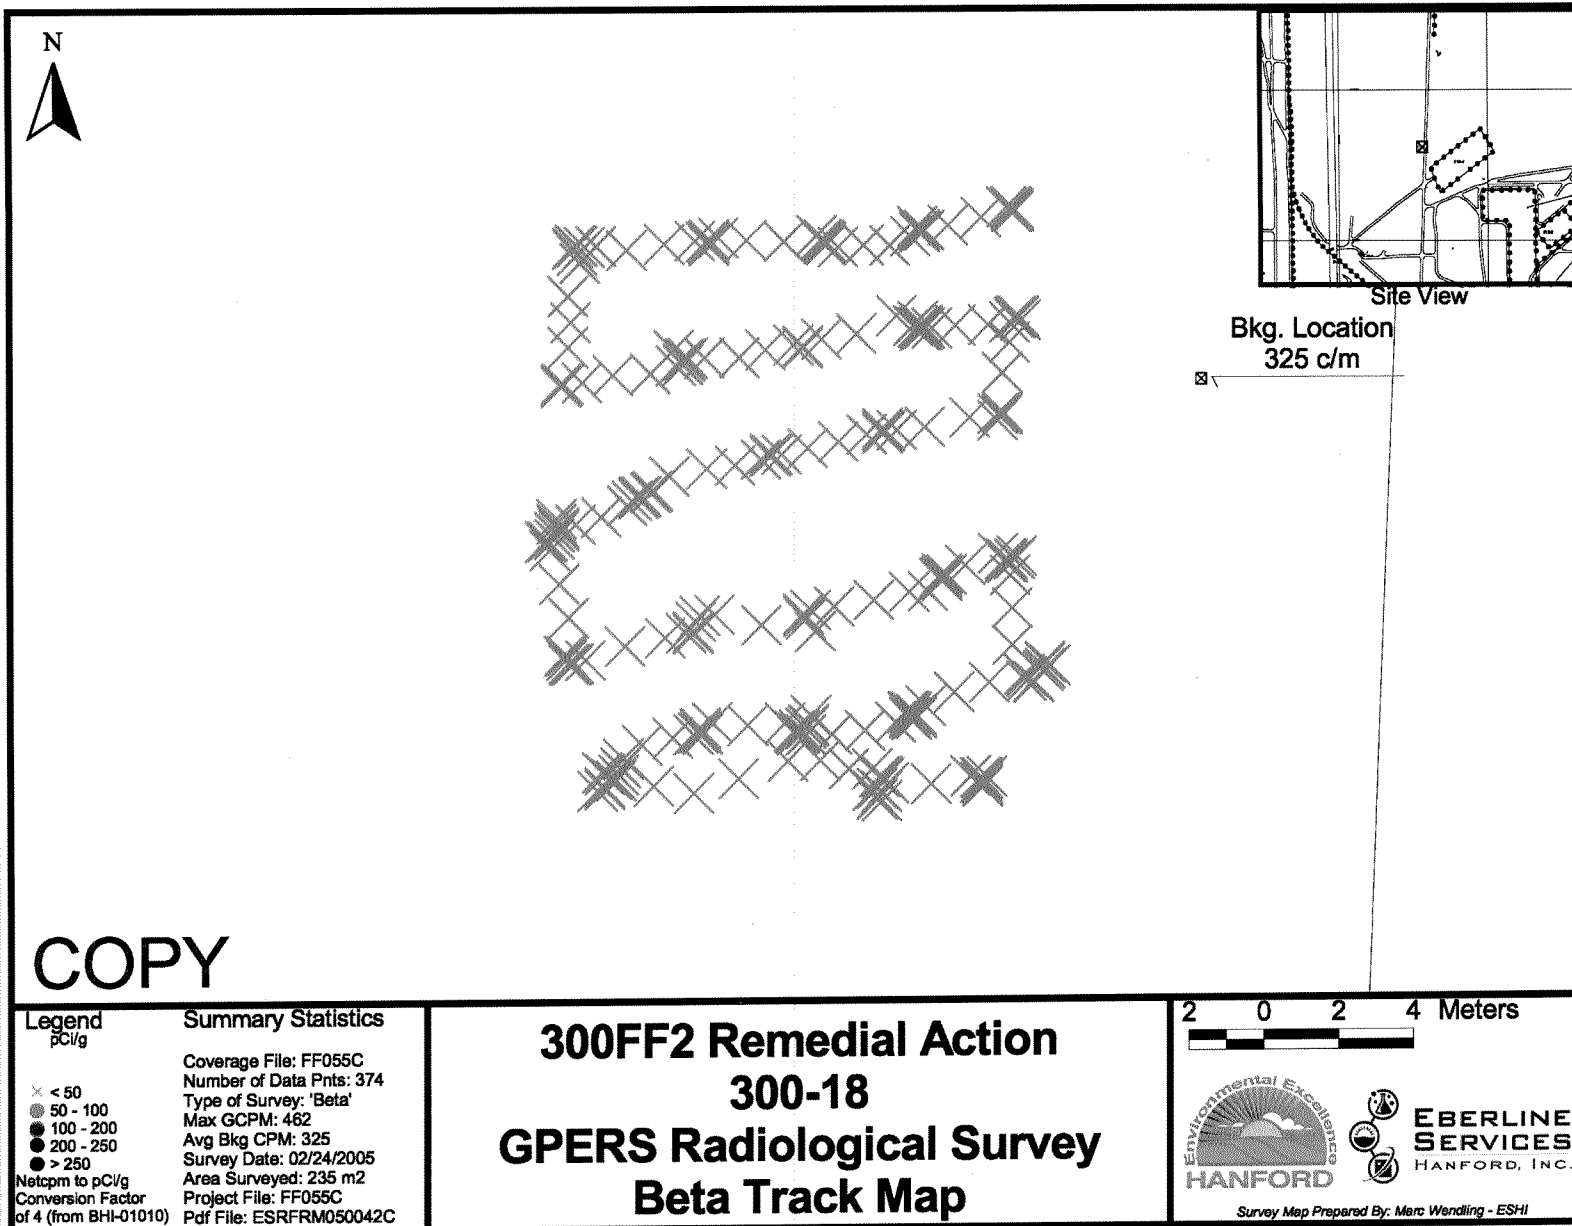 N
Site View
Bkg. Location
325 c/m
COPY
Legend
pCi/g
< 50
50 - 100
100 - 200
200 - 250
> 250
Netcpm to pCi/g
Conversion Factor
of 4 (from BHI-01010)
Summary Statistics
Coverage File: FF055C
Number of Data Pnts: 374
Type of Survey: 'Beta'
Max GCPM: 462
Avg Bkg CPM: 325
Survey Date: 02/24/2005
Area Surveyed: 235 m2
Project File: FF055C
Pdf File: ESRFRM050042C
300FF2 Remedial Action
300-18
GPERS Radiological Survey
Beta Track Map
2 0 2 4 Meters
Environmental Excellence
HANFORD
EBERLINE
SERVICES
HANFORD, INC.
Survey Map Prepared By: Marc Wendling - ESHI